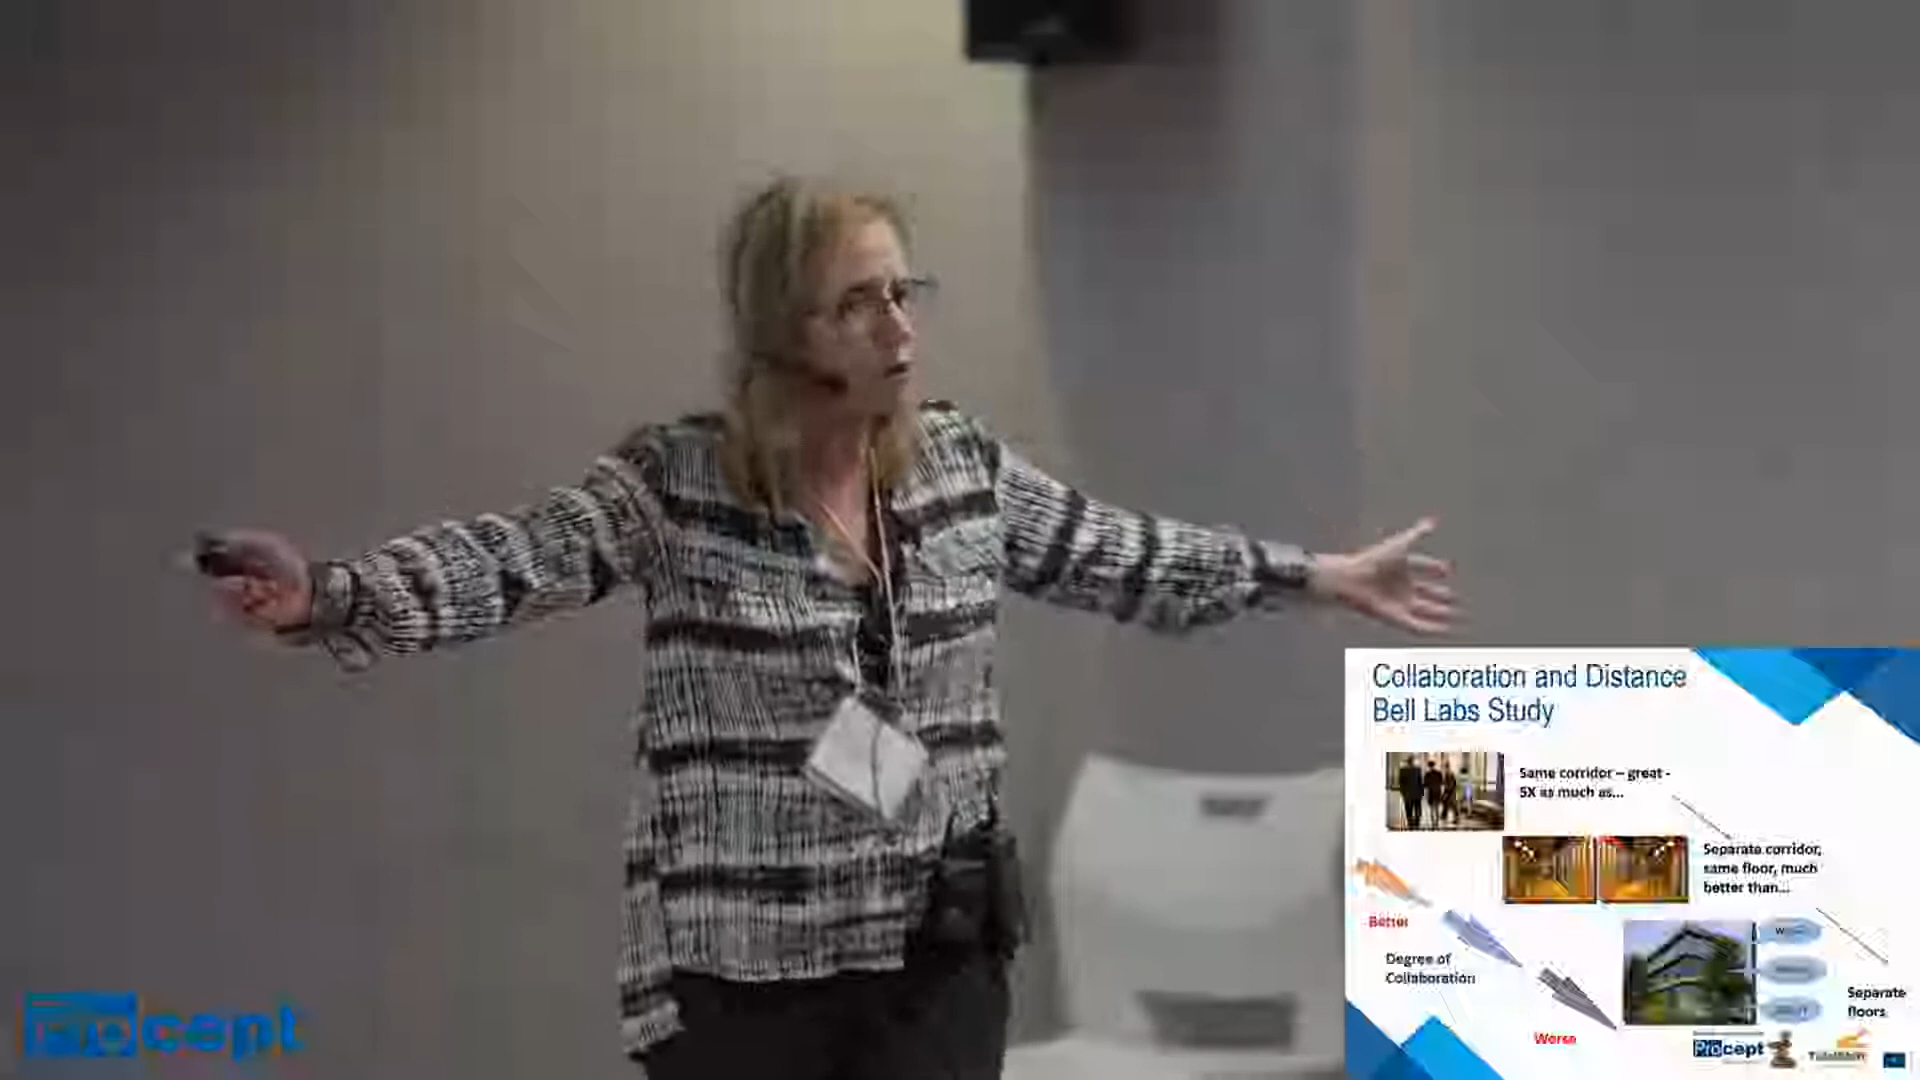 Collaboration and Distance
Bell Labs Study
Same corridor – great -
5X as much as...
Separate corridor,
same floor, much
better than...
Better
Degree of
Collaboration
Separate
floors
Worse
Procept
Procept